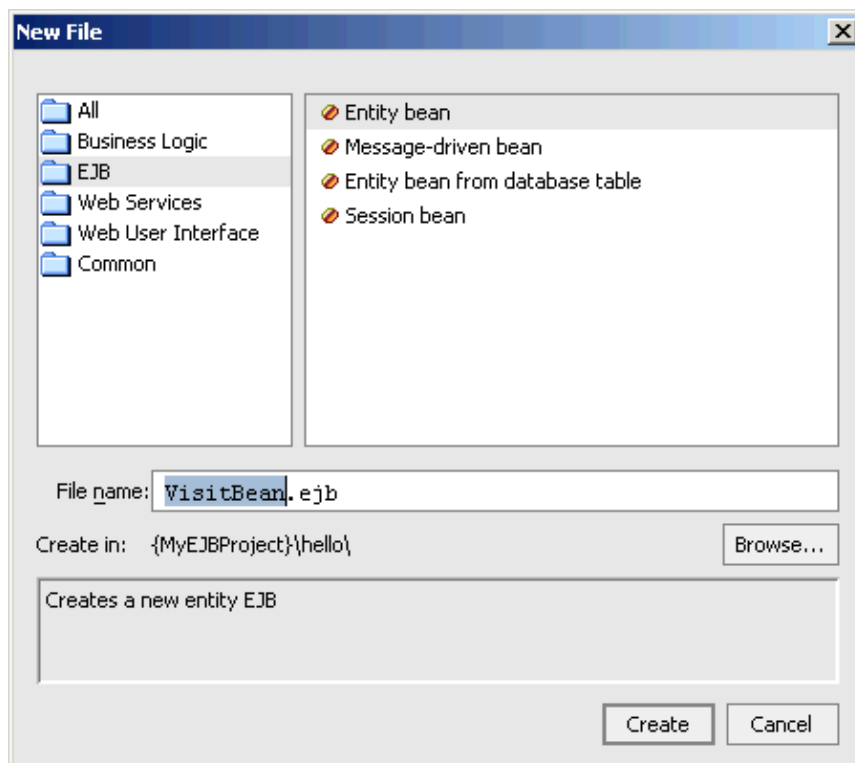 New File
All
Business Logic
EJB
Web Services
Web User Interface
Common
Entity bean
Message-driven bean
Entity bean from database table
Session bean
File name: VisitBean.ejb
Create in: {MyEJBProject}\hello\ Browse...
Creates a new entity EJB
Create Cancel